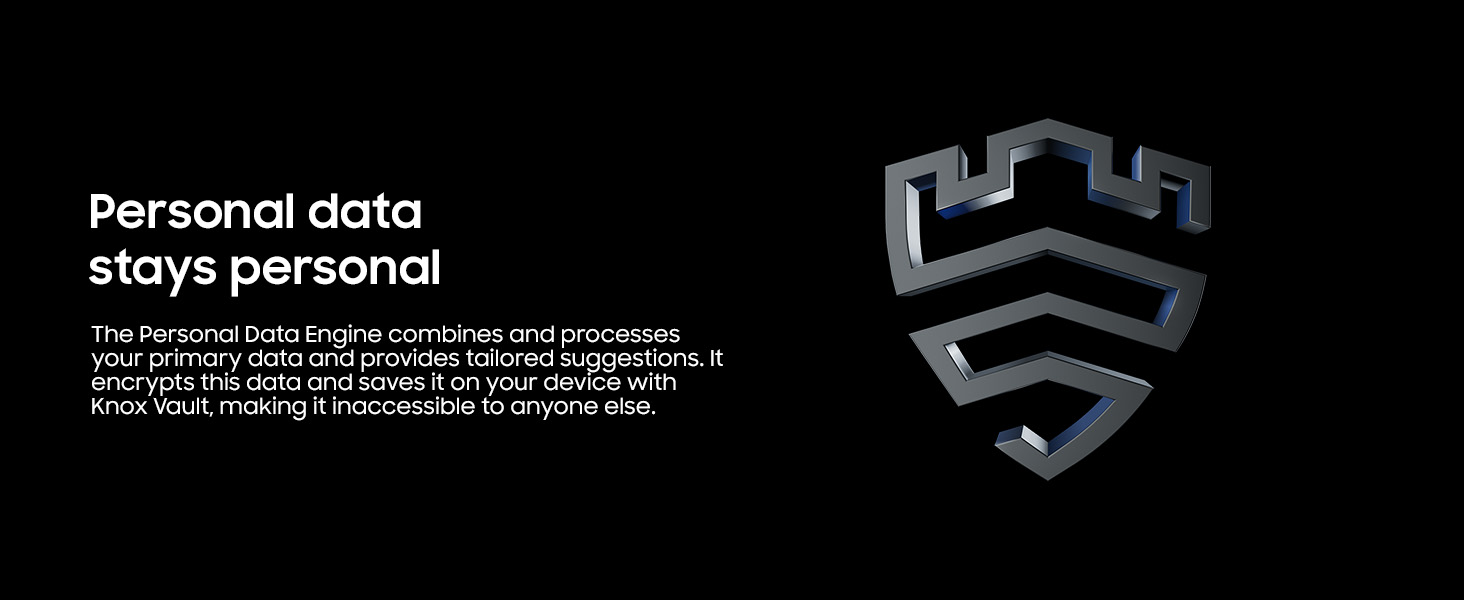 Personal data
stays personal
The Personal Data Engine combines and processes
your primary data and provides tailored suggestions. It
encrypts this data and saves it on your device with
Knox Vault, making it inaccessible to anyone else.